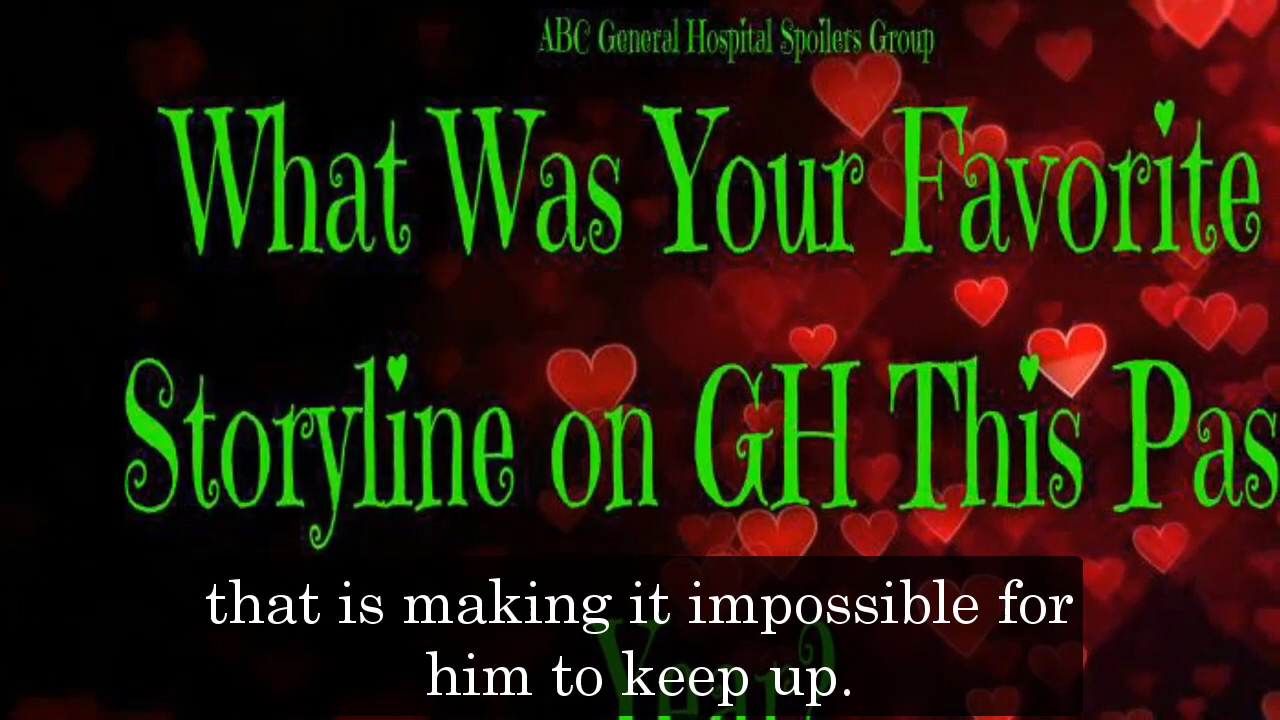 ABC General Hospital Spoilers Group
What Was Your Favorite
Storyline on GH This Pas
that is making it impossible for
him to keep up.
Year?